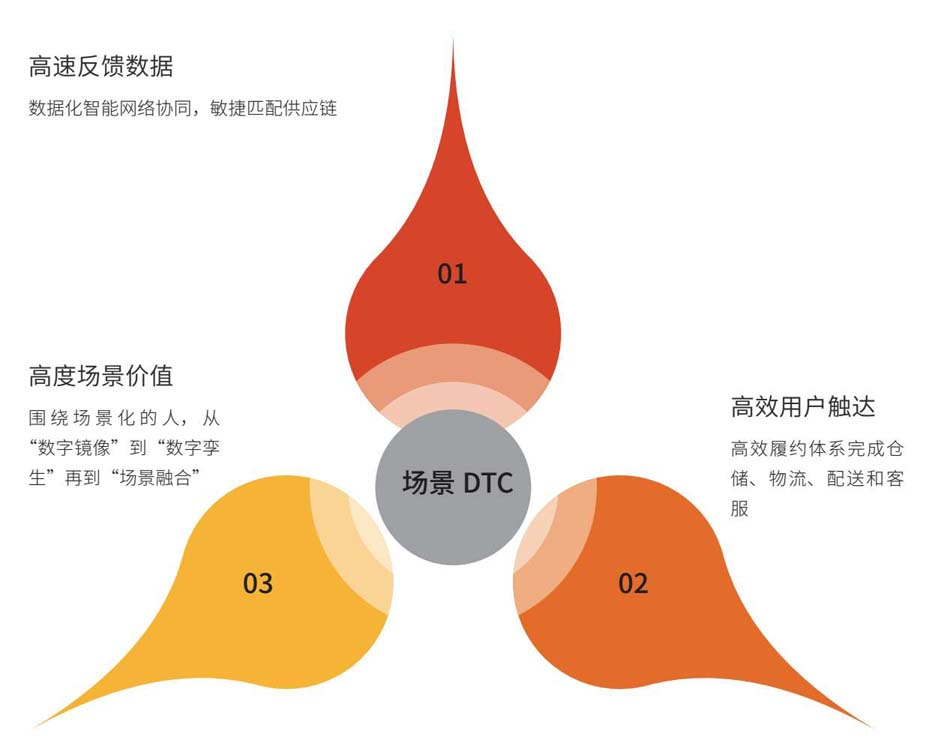 高速反馈数据
数据化智能网络协同，敏捷匹配供应链
01
高度场景价值
围绕场景化的人，从
“数字镜像”到“数字孪
生”再到“场景融合”
高效用户触达
高效履约体系完成仓
储、物流、配送和客
服
场景 DTC
03
02